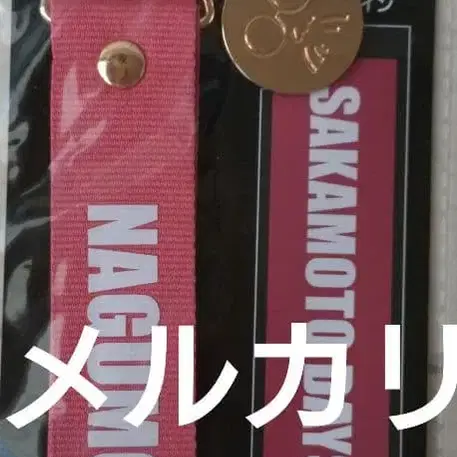 NAGUMO
SAKAMOTO DAYS
メルカリ